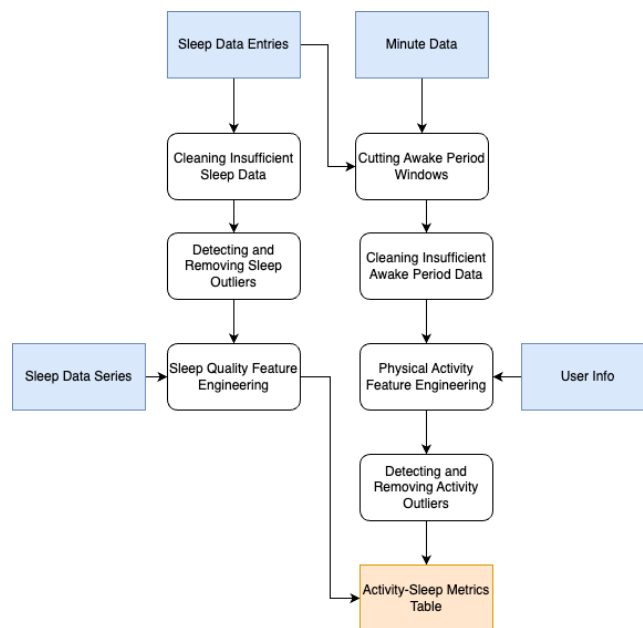 Sleep Data Entries
Minute Data
Cleaning Insufficient
Sleep Data
Cutting Awake Period
Windows
Detecting and
Removing Sleep
Outliers
Cleaning Insufficient
Awake Period Data
Sleep Data Series
Sleep Quality Feature
Engineering
Physical Activity
Feature Engineering
User Info
Detecting and
Removing Activity
Outliers
Activity-Sleep Metrics
Table